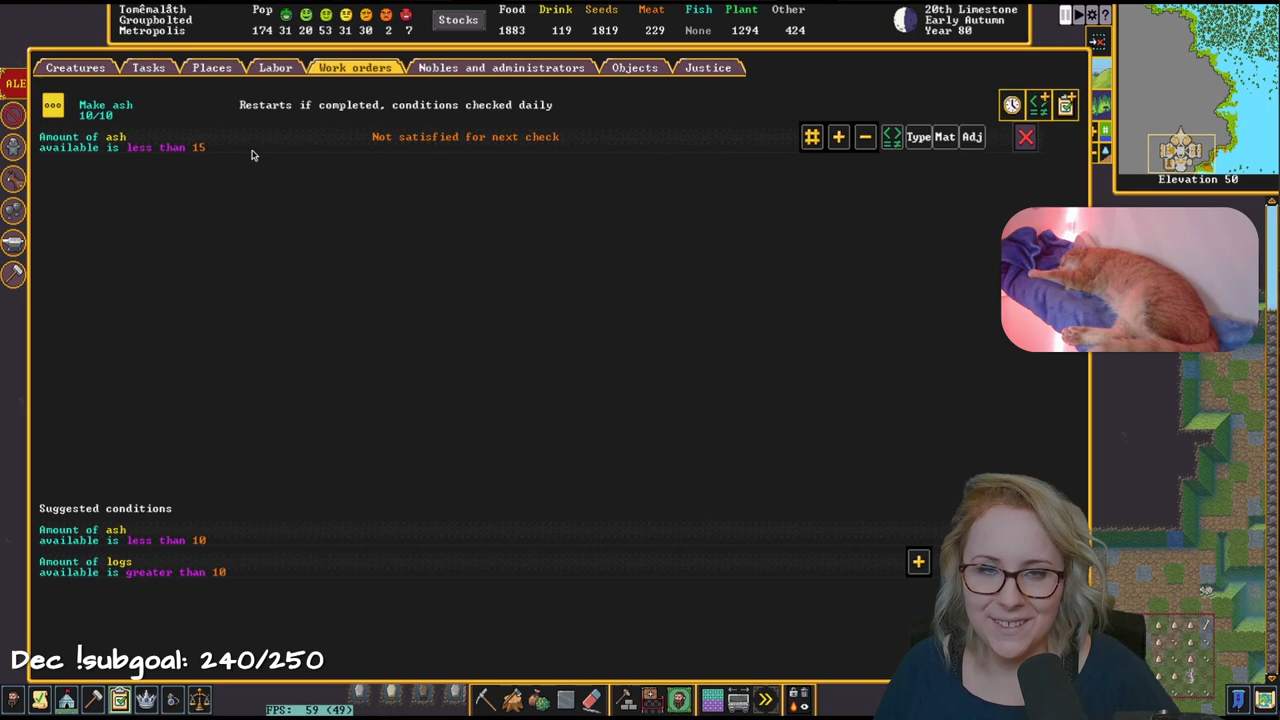 Tomêmalåth
Groupbolted
Metropolis
Pop
174 31 20 53 31 30 2 7
Stocks
Food Drink Seeds Meat Fish Plant Other
1883 119 1819 229 None 1294 424
20th Limestone
Early Autumn
Year 80
?
ALE
Creatures Tasks Places Labor Work orders Nobles and administrators Objects Justice
Make ash
10/10
Restarts if completed, conditions checked daily
Amount of ash
available is less than 15
Not satisfied for next check
Type Mat Adj
Elevation 50
Suggested conditions
Amount of ash
available is less than 10
Amount of logs
available is greater than 10
Dec !subgoal: 240/250
FPS: 59 (49)